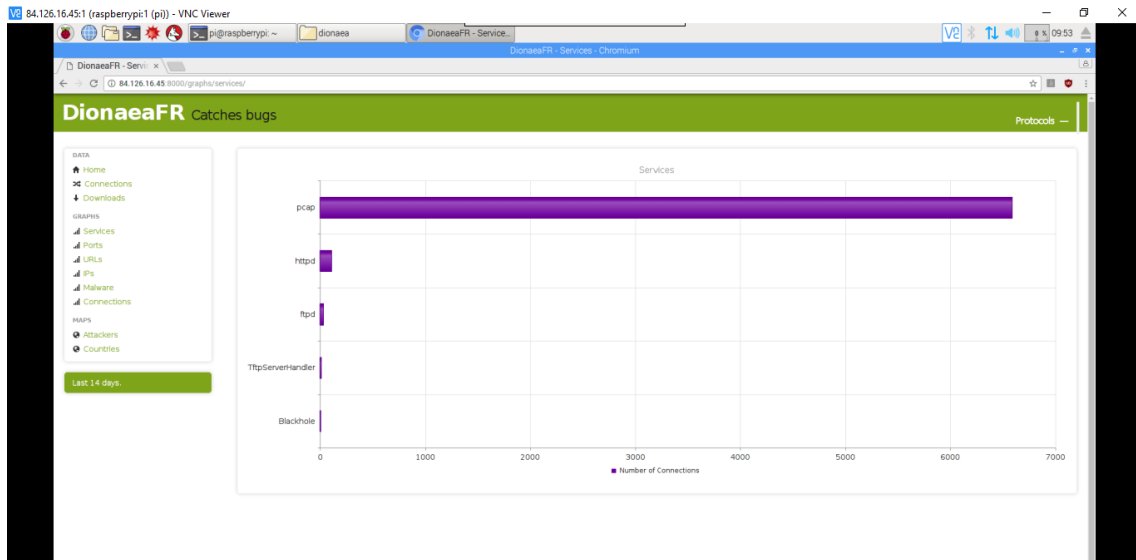 84.126.16.45:1 (raspberrypi:1 (pi)) - VNC Viewer
pi@raspberrypi: ~
dionaea
DionaeaFR - Service...
0 %
09:53
DionaeaFR - Services - Chromium
DionaeaFR - Servi
84.126.16.45:8000/graphs/services/
DionaeaFR Catches bugs
Protocols —
DATA
Home
Connections
Downloads
GRAPHS
Services
Ports
URLs
IPs
Malware
Connections
MAPS
Attackers
Countries
Last 14 days.
Services
pcap
httpd
ftpd
TftpServerHandler
Blackhole
0 1000 2000 3000 4000 5000 6000 7000
Number of Connections